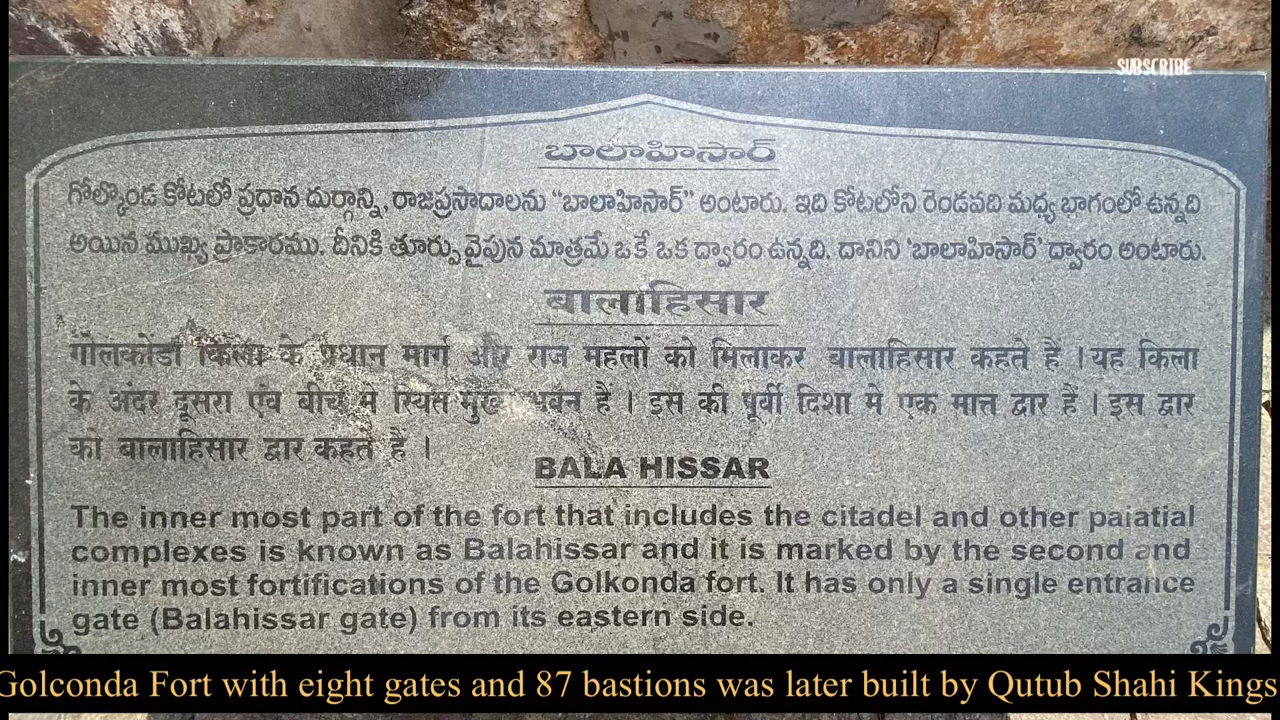 SUBSCRIBE
బాలాహిసార్
గోల్కొండ కోటలో ప్రధాన దుర్గాన్ని, రాజప్రసాదాలను “బాలాహిసార్” అంటారు. ఇది కోటలోని రెండవది మధ్య భాగంలో ఉన్నది
అయిన ముఖ్య ప్రాకారము. దీనికి తూర్పు వైపున మాత్రమే ఒకే ఒక ద్వారం ఉన్నది. దానిని ‘బాలాహిసార్’ ద్వారం అంటారు.
बालाहिसार
गोलकोंडा किला के प्रधान मार्ग और राज महलों को मिलाकर बालाहिसार कहते है । यह किला
के अंदर दूसरा एंव बीच मे स्थित मुख्य भवन हैं । इस की पूर्वी दिशा मे एक मात्त द्वार हैं । इस द्वार
को बालाहिसार द्वार कहते है ।
BALA HISSAR
The inner most part of the fort that includes the citadel and other palatial
complexes is known as Balahissar and it is marked by the second and
inner most fortifications of the Golkonda fort. It has only a single entrance
gate (Balahissar gate) from its eastern side.
Golconda Fort with eight gates and 87 bastions was later built by Qutub Shahi Kings